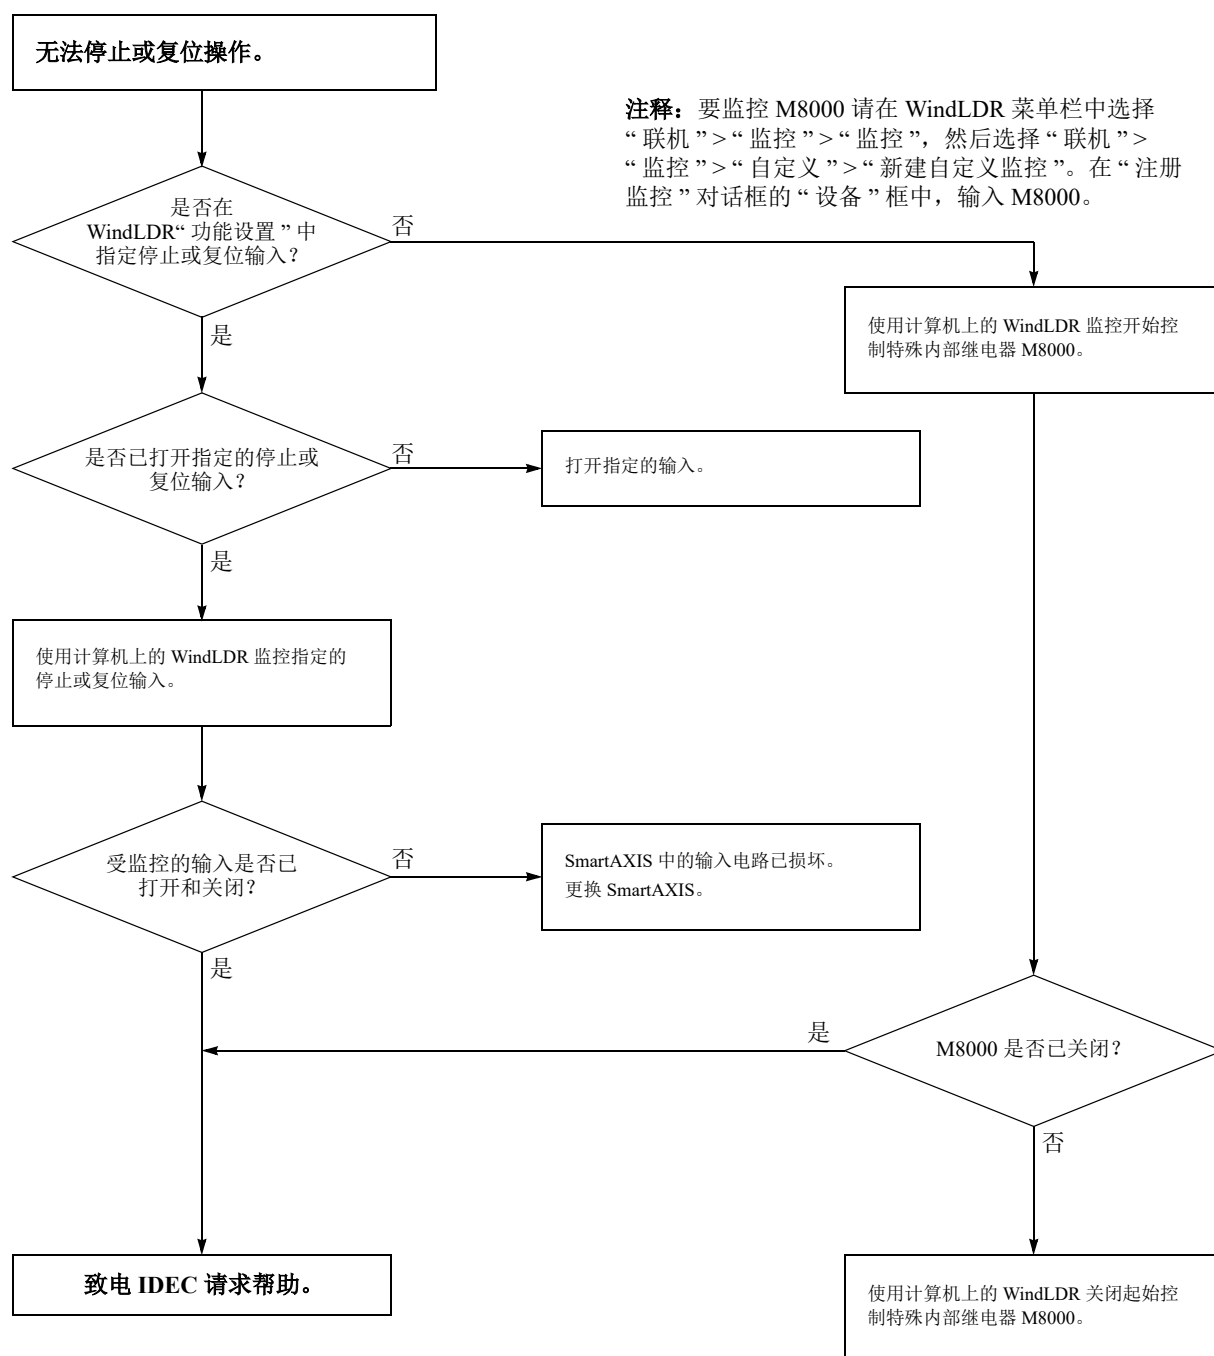 无法停止或复位操作。
注释：要监控 M8000 请在 WindLDR 菜单栏中选择
“ 联机 ” > “ 监控 ” > “ 监控 ”，然后选择 “ 联机 ” >
“ 监控 ” > “ 自定义 ” > “ 新建自定义监控 ”。在 “ 注册
监控 ” 对话框的 “ 设备 ” 框中，输入 M8000。
是否在
WindLDR“ 功能设置 ” 中
指定停止或复位输入？
否
是
使用计算机上的 WindLDR 监控开始控
制特殊内部继电器 M8000。
是否已打开指定的停止或
复位输入？
否
打开指定的输入。
是
使用计算机上的 WindLDR 监控指定的
停止或复位输入。
受监控的输入是否已
打开和关闭？
否
SmartAXIS 中的输入电路已损坏。
更换 SmartAXIS。
是
是
M8000 是否已关闭？
否
致电 IDEC 请求帮助。
使用计算机上的 WindLDR 关闭起始控
制特殊内部继电器 M8000。